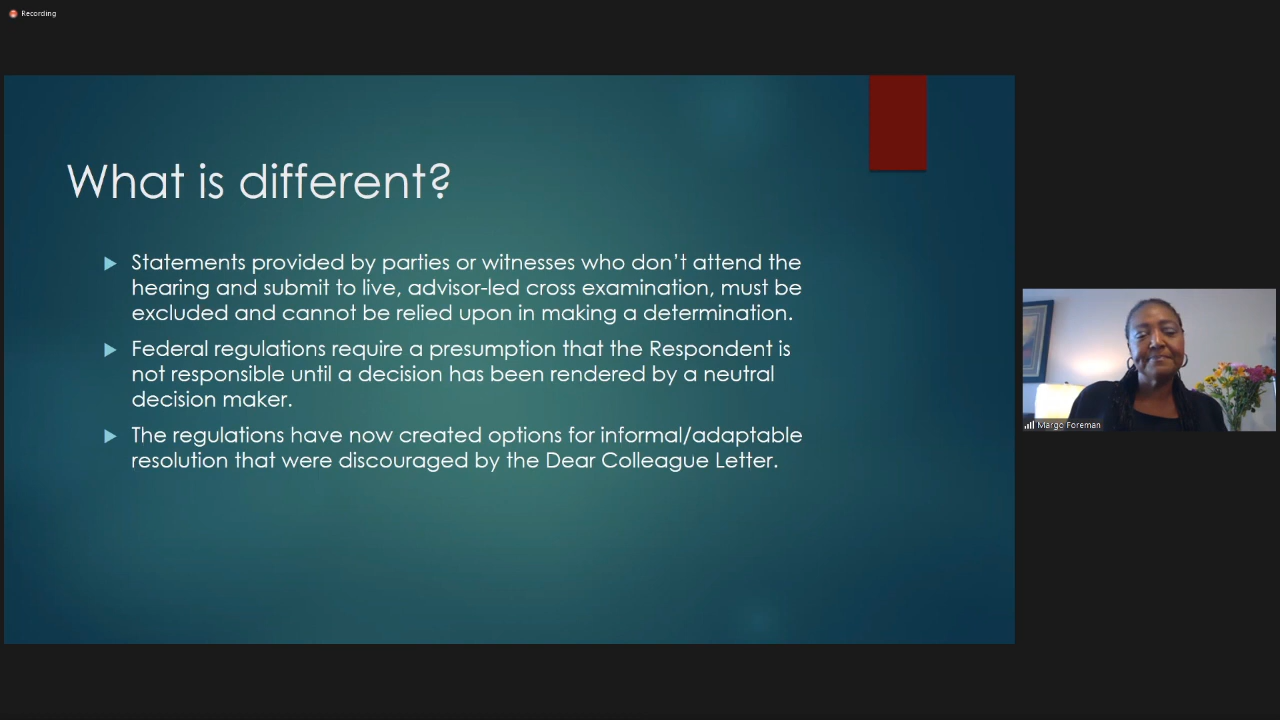 Recording
What is different?
Statements provided by parties or witnesses who don't attend the
hearing and submit to live, advisor-led cross examination, must be
excluded and cannot be relied upon in making a determination.
Federal regulations require a presumption that the Respondent is
not responsible until a decision has been rendered by a neutral
decision maker.
The regulations have now created options for informal/adaptable
resolution that were discouraged by the Dear Colleague Letter.
Margo Foreman